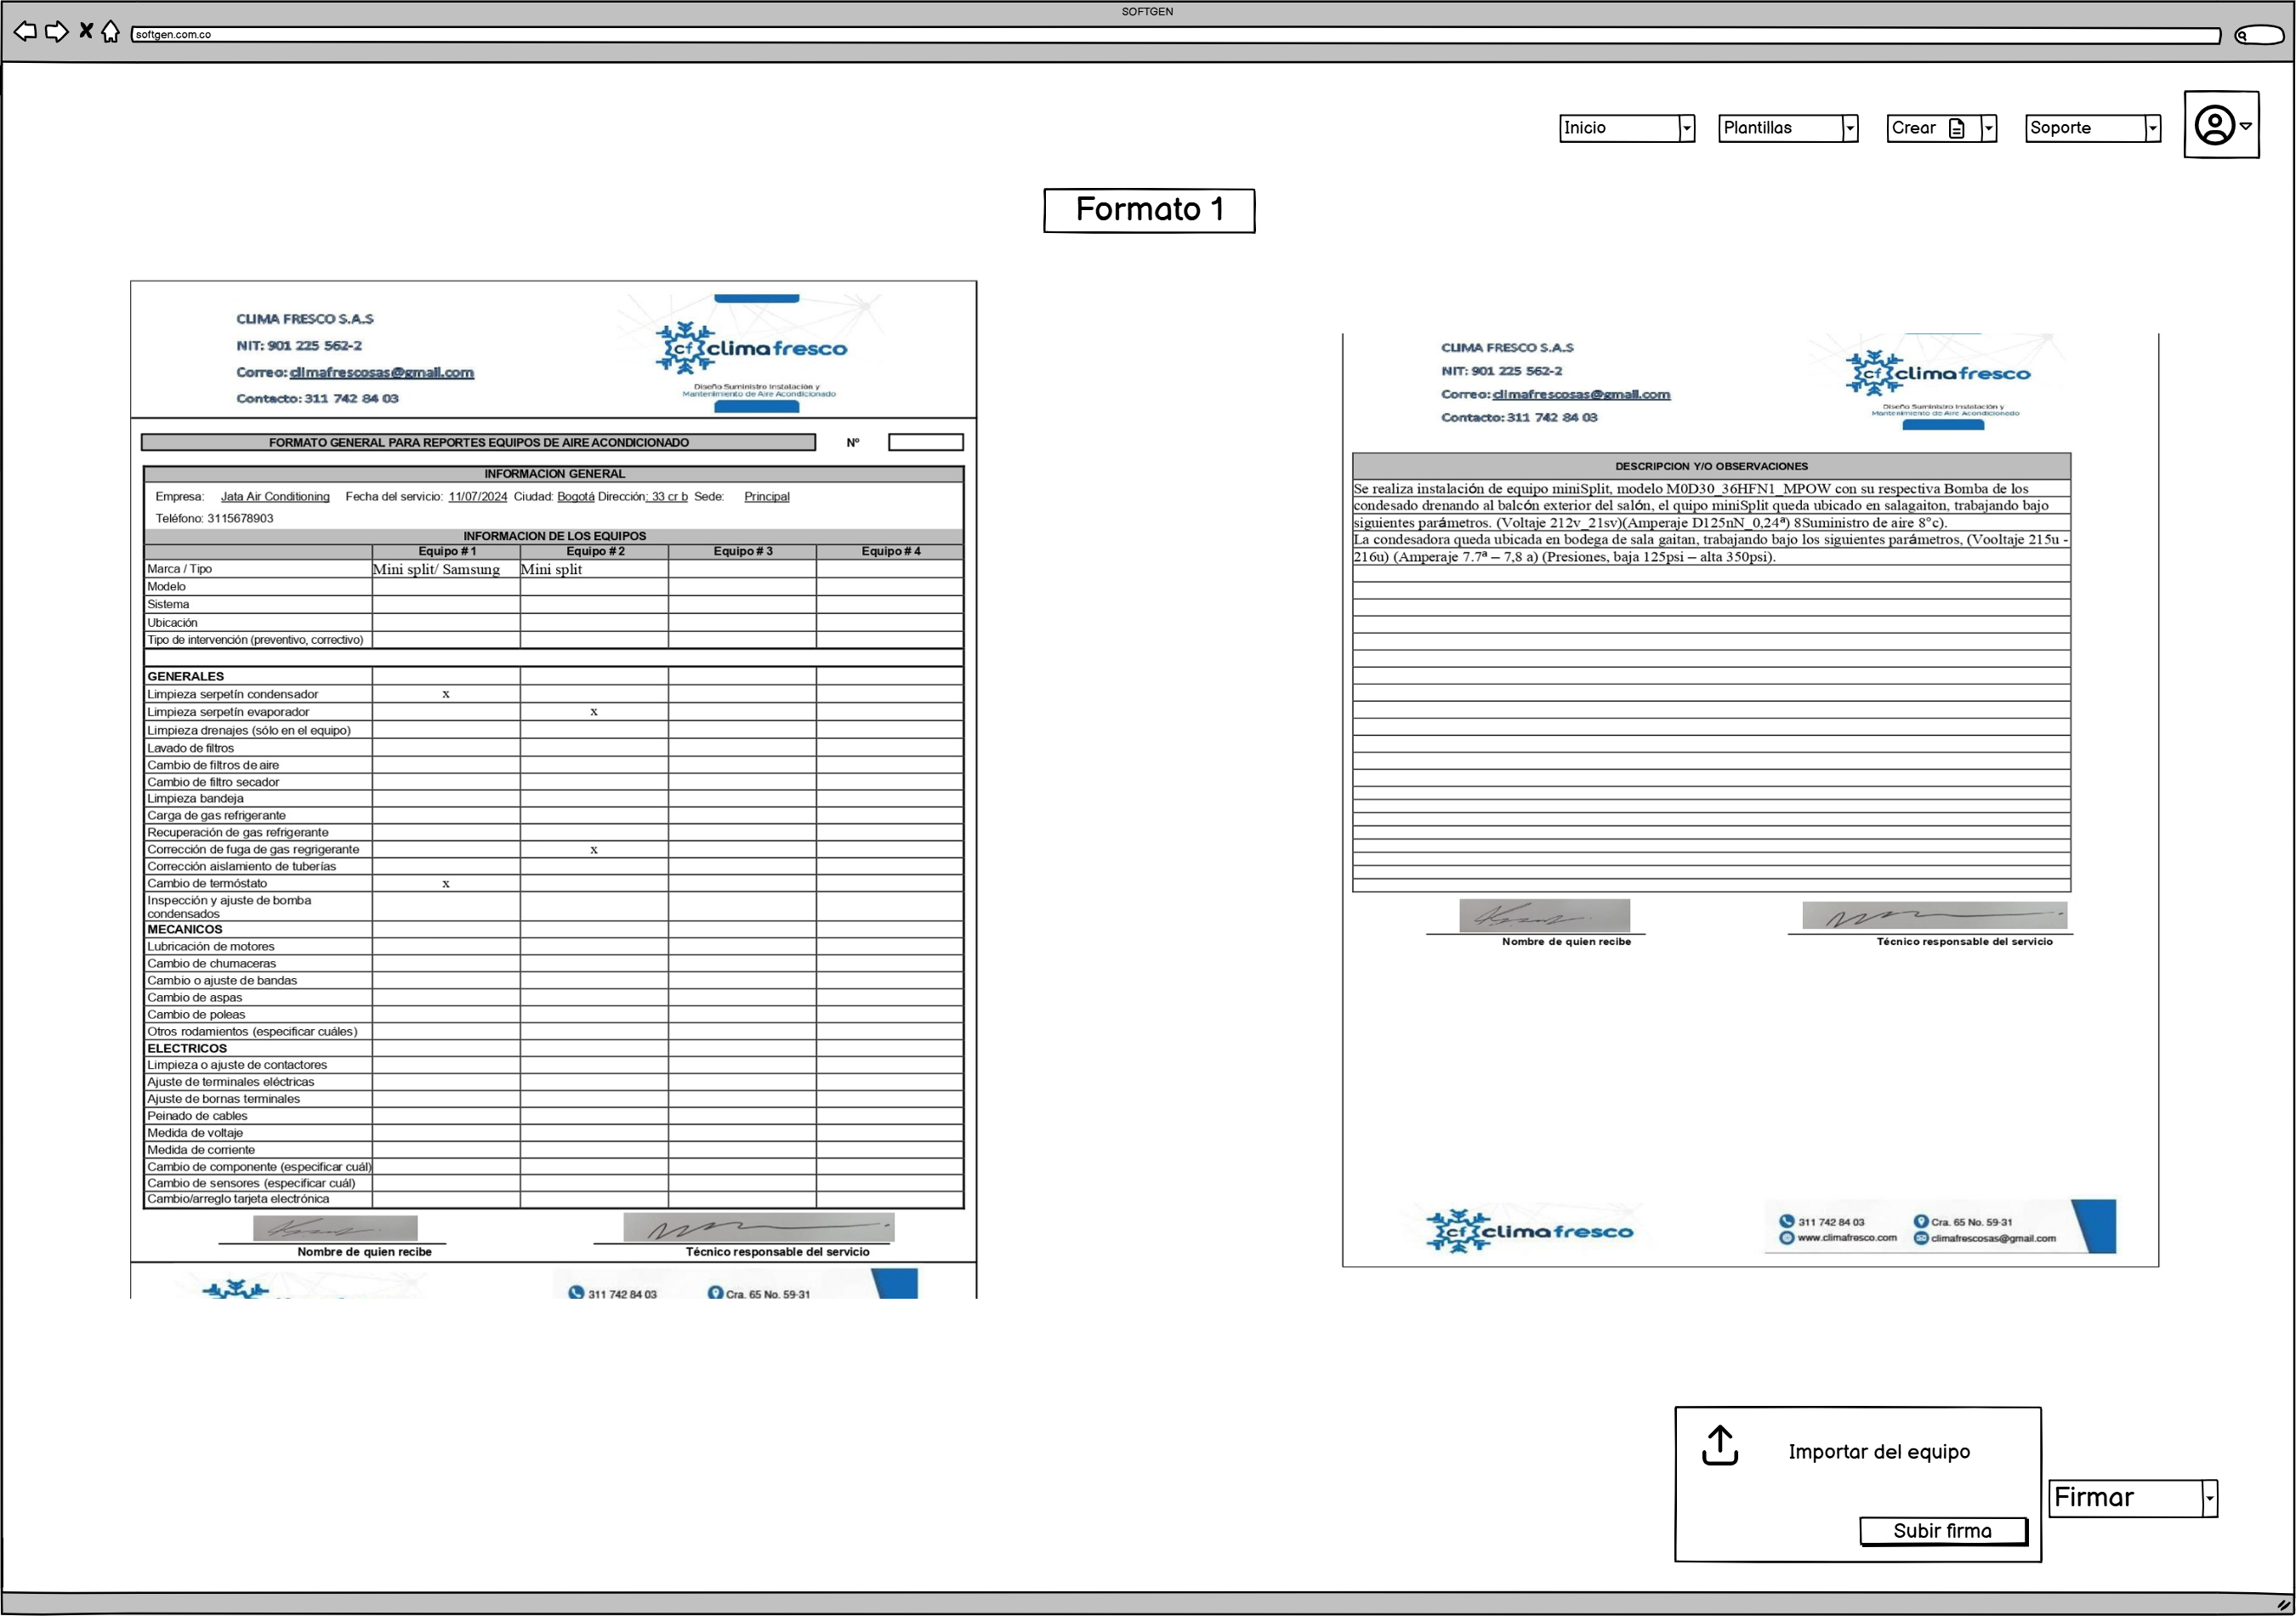 SOFTGEN
softgen.com.co
Inicio
Plantillas
Crear
Soporte
Formato 1
CLIMA FRESCO S.A.S
NIT: 901 225 562-2
Correo: climafrescosas@gmail.com
Contacto: 311 742 84 03
cf climafresco
Diseño Suministro Instalación y
Mantenimiento de Aire Acondicionado
FORMATO GENERAL PARA REPORTES EQUIPOS DE AIRE ACONDICIONADO Nº
INFORMACION GENERAL
Empresa: Jata Air Conditioning Fecha del servicio: 11/07/2024 Ciudad: Bogotá Dirección: 33 cr b Sede: Principal
Teléfono: 3115678903
INFORMACION DE LOS EQUIPOS
Equipo # 1 Equipo # 2 Equipo # 3 Equipo # 4
Marca / Tipo Mini split/ Samsung Mini split
Modelo
Sistema
Ubicación
Tipo de intervención (preventivo, correctivo)
GENERALES
Limpieza serpetín condensador x
Limpieza serpetín evaporador x
Limpieza drenajes (sólo en el equipo)
Lavado de filtros
Cambio de filtros de aire
Cambio de filtro secador
Limpieza bandeja
Carga de gas refrigerante
Recuperación de gas refrigerante
Corrección de fuga de gas regrigerante x
Corrección aislamiento de tuberías
Cambio de termóstato x
Inspección y ajuste de bomba
condensados
MECANICOS
Lubricación de motores
Cambio de chumaceras
Cambio o ajuste de bandas
Cambio de aspas
Cambio de poleas
Otros rodamientos (especificar cuáles)
ELECTRICOS
Limpieza o ajuste de contactores
Ajuste de terminales eléctricas
Ajuste de bornas terminales
Peinado de cables
Medida de voltaje
Medida de corriente
Cambio de componente (especificar cuál)
Cambio de sensores (especificar cuál)
Cambio/arreglo tarjeta electrónica
Nombre de quien recibe Técnico responsable del servicio
311 742 84 03 Cra. 65 No. 59-31
CLIMA FRESCO S.A.S
NIT: 901 225 562-2
Correo: climafrescosas@gmail.com
Contacto: 311 742 84 03
cf climafresco
Diseño Suministro Instalación y
Mantenimiento de Aire Acondicionado
DESCRIPCION Y/O OBSERVACIONES
Se realiza instalación de equipo miniSplit, modelo M0D30_36HFN1_MPOW con su respectiva Bomba de los
condesado drenando al balcón exterior del salón, el quipo miniSplit queda ubicado en salagaiton, trabajando bajo
siguientes parámetros. (Voltaje 212v_21sv)(Amperaje D125nN_0,24ª) 8Suministro de aire 8°c).
La condesadora queda ubicada en bodega de sala gaitan, trabajando bajo los siguientes parámetros, (Vooltaje 215u -
216u) (Amperaje 7.7ª – 7,8 a) (Presiones, baja 125psi – alta 350psi).
Nombre de quien recibe Técnico responsable del servicio
cf climafresco
311 742 84 03 Cra. 65 No. 59-31
www.climafresco.com climafrescosas@gmail.com
Importar del equipo
Subir firma
Firmar